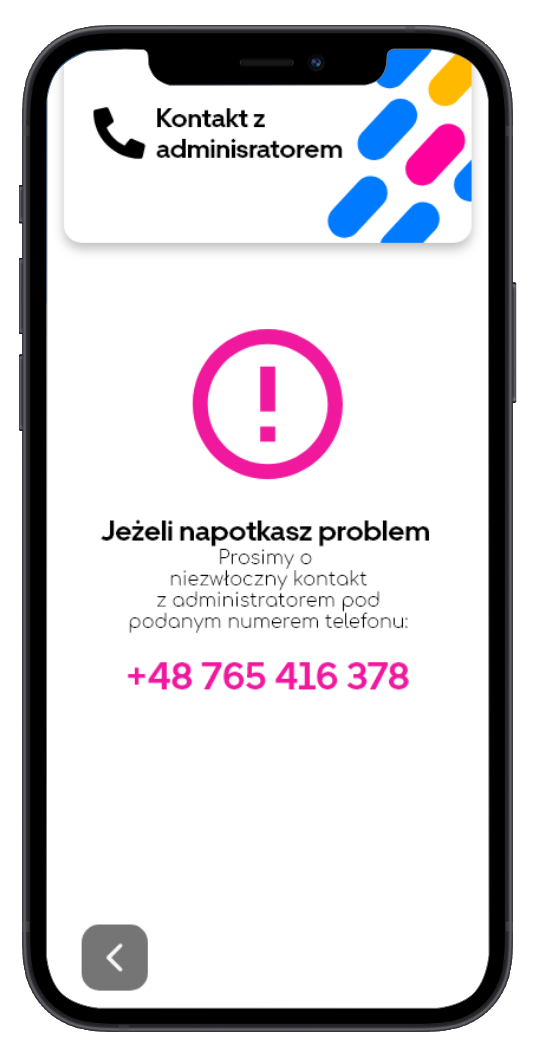 Kontakt z
adminisratorem
Jeżeli napotkasz problem
Prosimy o
niezwłoczny kontakt
z administratorem pod
podanym numerem telefonu:
+48 765 416 378